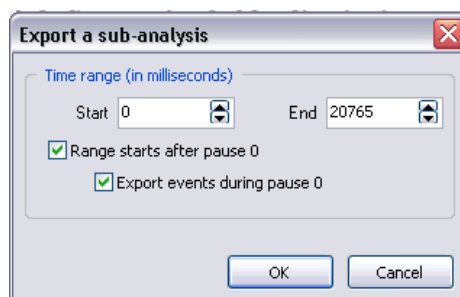 Export a sub-analysis
Time range (in milliseconds)
Start 0 End 20765
Range starts after pause 0
Export events during pause 0
OK Cancel